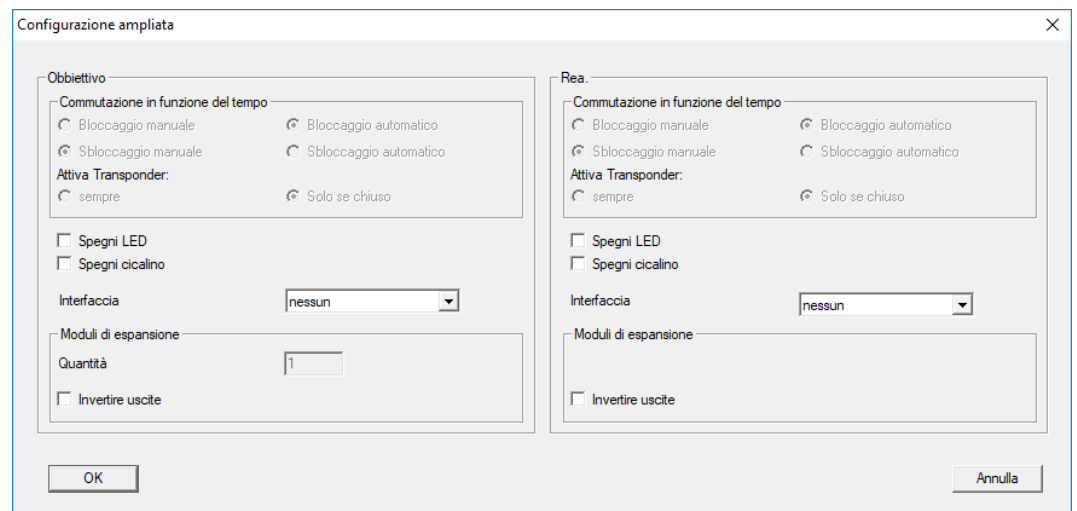 Configurazione ampliata
Obbiettivo
Commutazione in funzione del tempo
Bloccaggio manuale Bloccaggio automatico
Sbloccaggio manuale Sbloccaggio automatico
Attiva Transponder:
sempre Solo se chiuso
Spegni LED
Spegni cicalino
Interfaccia nessun
Moduli di espansione
Quantità 1
Invertire uscite
Rea.
Commutazione in funzione del tempo
Bloccaggio manuale Bloccaggio automatico
Sbloccaggio manuale Sbloccaggio automatico
Attiva Transponder:
sempre Solo se chiuso
Spegni LED
Spegni cicalino
Interfaccia nessun
Moduli di espansione
Invertire uscite
OK Annulla